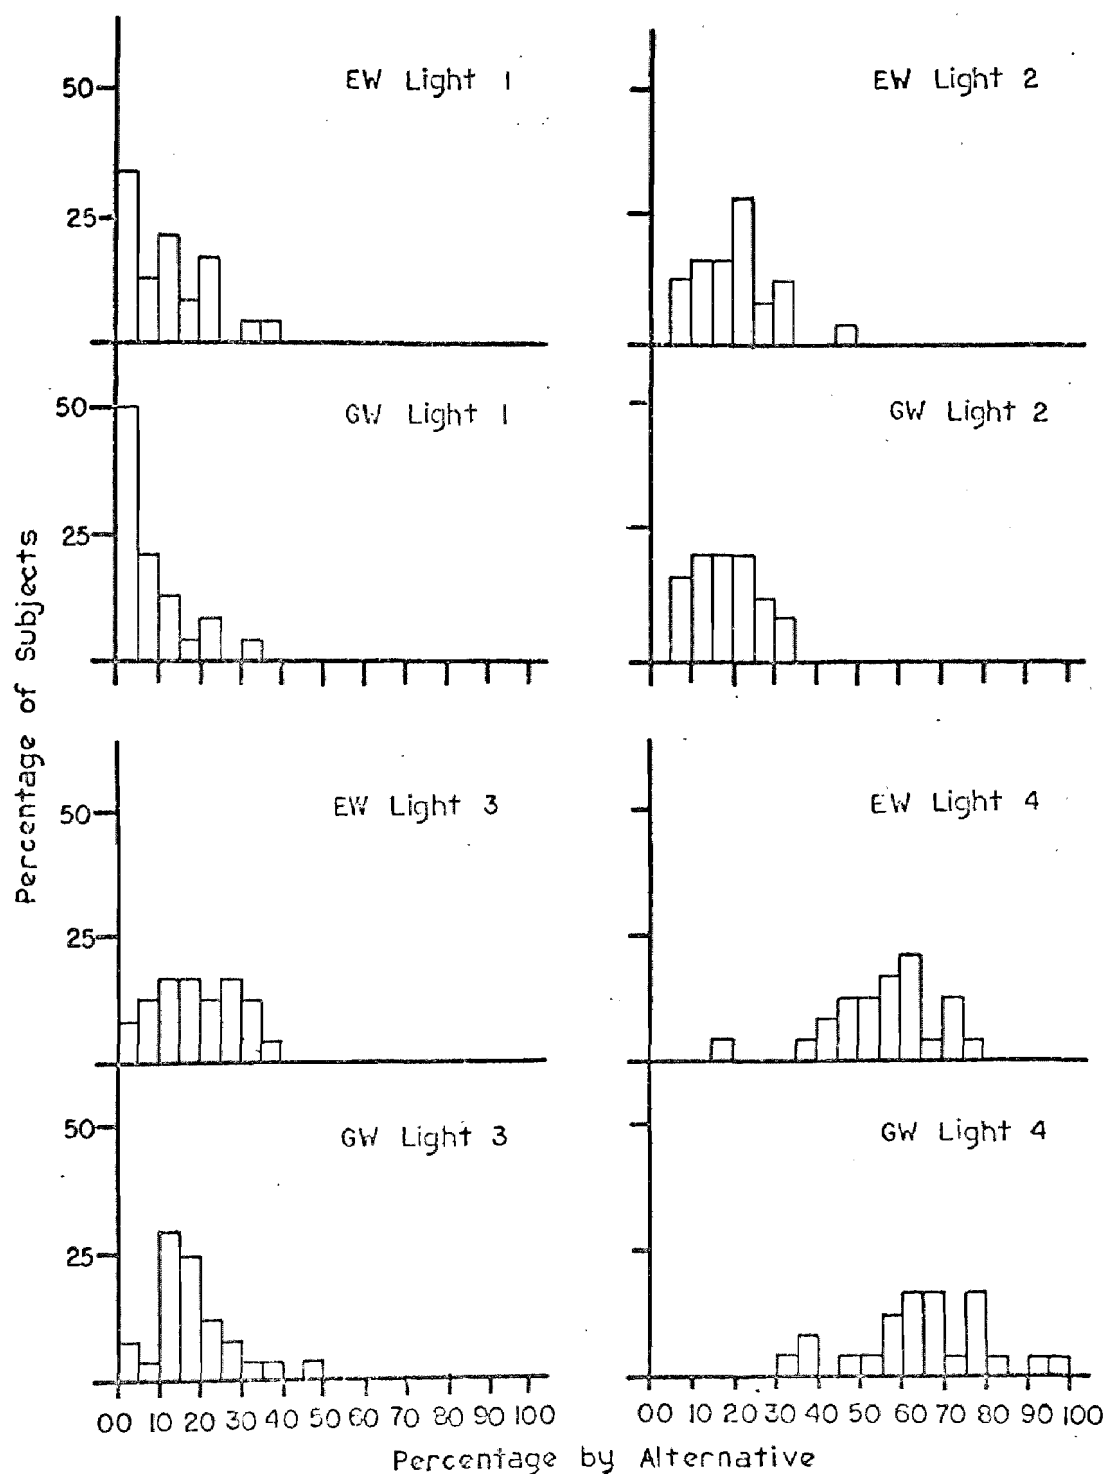 EW Light 1
EW Light 2
50
25
GW Light 1
GW Light 2
50
25
Percentage of Subjects
EW Light 3
EW Light 4
50
25
GW Light 3
GW Light 4
50
25
00 10 20 30 40 50 60 70 80 90 100
00 10 20 30 40 50 60 70 80 90 100
Percentage by Alternative